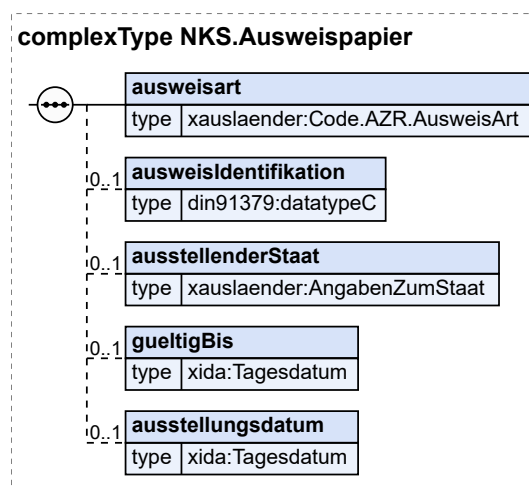 complexType NKS.Ausweispapier
ausweisart
type xauslaender:Code.AZR.AusweisArt
0..1 ausweisIdentifikation
type din91379:datatypeC
0..1 ausstellenderStaat
type xauslaender:AngabenZumStaat
0..1 gueltigBis
type xida:Tagesdatum
0..1 ausstellungsdatum
type xida:Tagesdatum